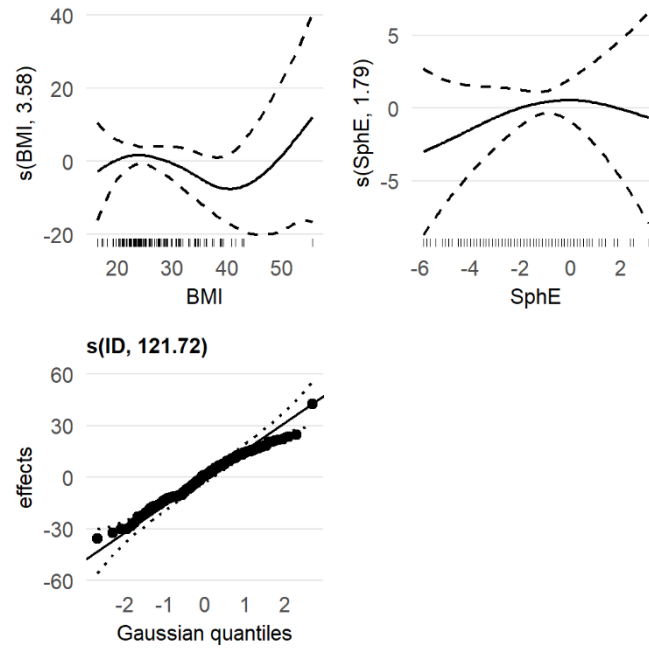 40
20
0
-20
s(BMI, 3.58)
20 30 40 50
BMI
5
0
-5
s(SphE, 1.79)
-6 -4 -2 0 2
SphE
s(ID, 121.72)
60
30
0
-30
-60
effects
-2 -1 0 1 2
Gaussian quantiles